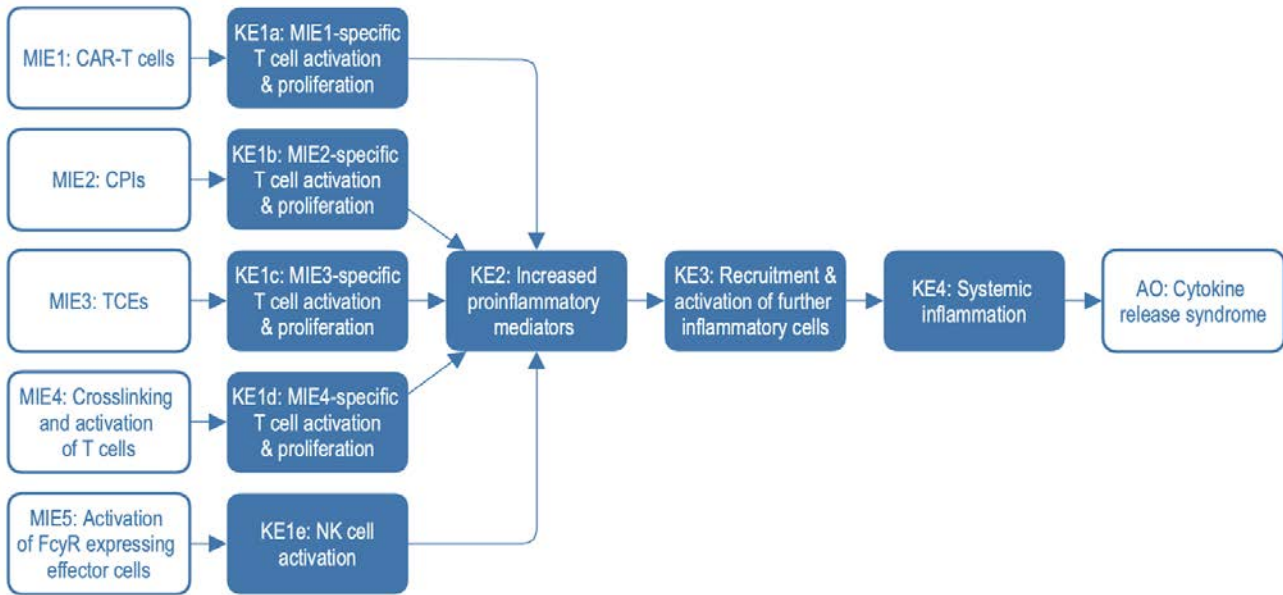 MIE1: CAR-T cells
KE1a: MIE1-specific
T cell activation
& proliferation
MIE2: CPIs
KE1b: MIE2-specific
T cell activation
& proliferation
MIE3: TCEs
KE1c: MIE3-specific
T cell activation
& proliferation
KE2: Increased
proinflammatory
mediators
KE3: Recruitment &
activation of further
inflammatory cells
KE4: Systemic
inflammation
AO: Cytokine
release syndrome
MIE4: Crosslinking
and activation
of T cells
KE1d: MIE4-specific
T cell activation
& proliferation
MIE5: Activation
of FcyR expressing
effector cells
KE1e: NK cell
activation